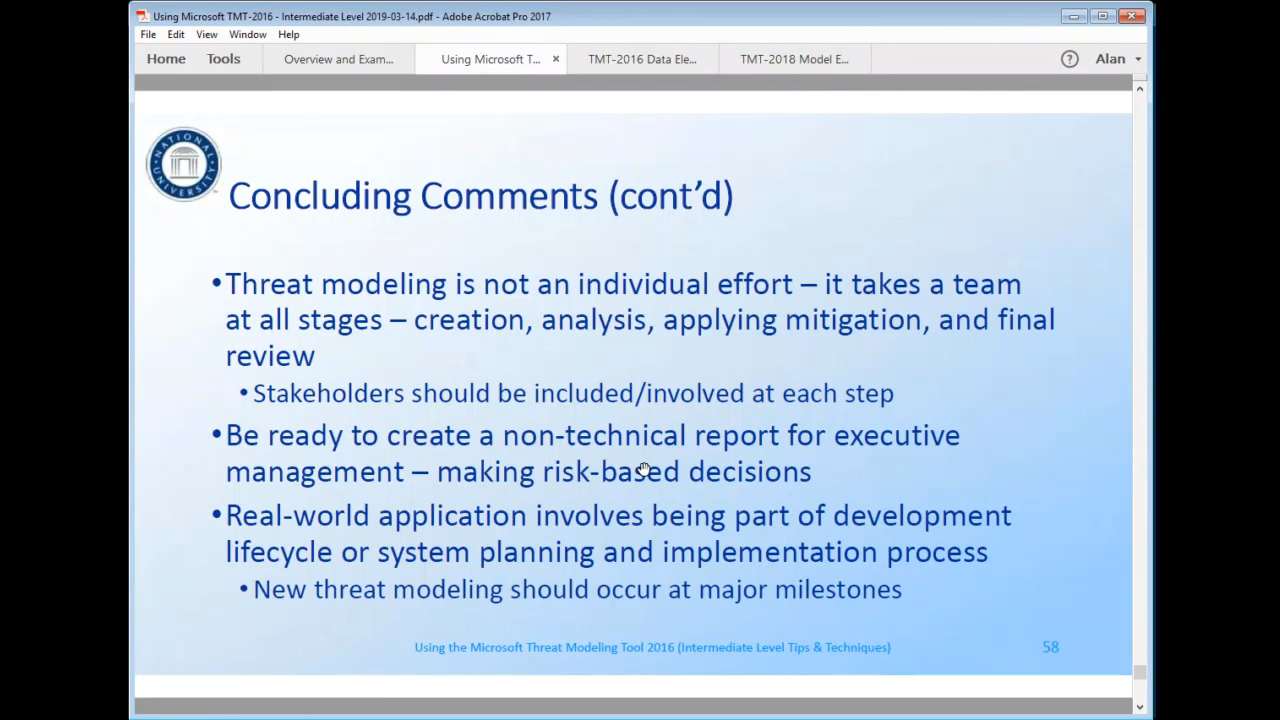 Using Microsoft TMT-2016 - Intermediate Level 2019-03-14.pdf - Adobe Acrobat Pro 2017
File Edit View Window Help
Home Tools Overview and Exam... Using Microsoft T... × TMT-2016 Data Ele... TMT-2018 Model E... ? Alan
NATIONAL UNIVERSITY
Concluding Comments (cont'd)
•Threat modeling is not an individual effort – it takes a team
at all stages – creation, analysis, applying mitigation, and final
review
•Stakeholders should be included/involved at each step
•Be ready to create a non-technical report for executive
management – making risk-based decisions
•Real-world application involves being part of development
lifecycle or system planning and implementation process
•New threat modeling should occur at major milestones
Using the Microsoft Threat Modeling Tool 2016 (Intermediate Level Tips & Techniques) 58